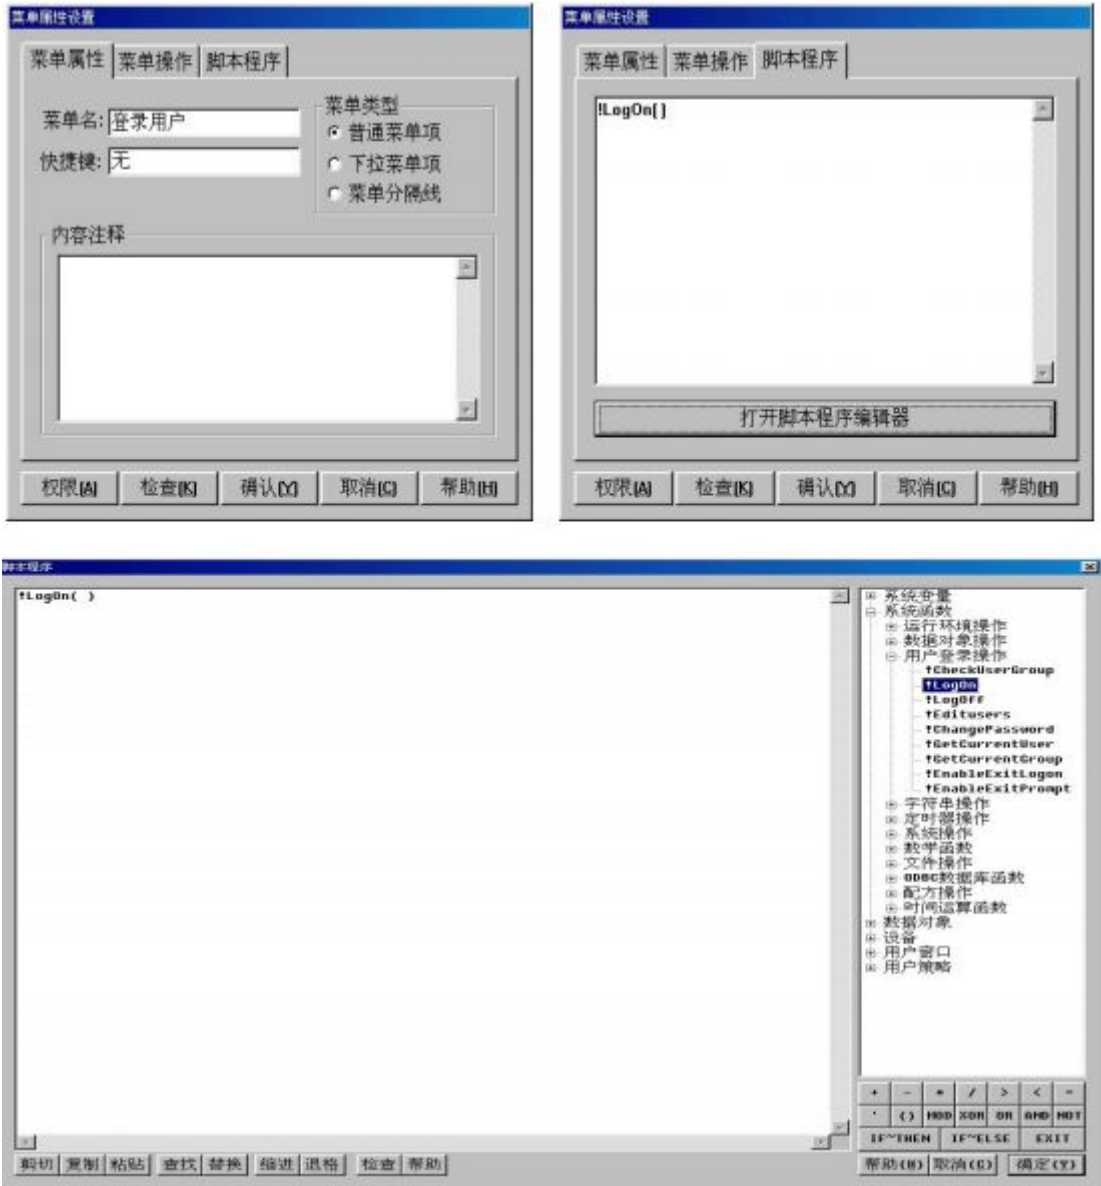 菜单属性设置
菜单属性 菜单操作 脚本程序
菜单名: 登录用户
快捷键: 无
菜单类型
普通菜单项
下拉菜单项
菜单分隔线
内容注释
权限(A) 检查(K) 确认(Y) 取消(C) 帮助(H)
菜单属性设置
菜单属性 菜单操作 脚本程序
!LogOn()
打开脚本程序编辑器
权限(A) 检查(K) 确认(Y) 取消(C) 帮助(H)
脚本程序
!LogOn( )
系统变量
系统函数
运行环境操作
数据对象操作
用户登录操作
!CheckUserGroup
!LogOn
!LogOff
!Editusers
!ChangePassword
!GetCurrentUser
!GetCurrentGroup
!EnableExitLogon
!EnableExitPrompt
字符串操作
定时器操作
系统操作
数学函数
文件操作
ODBC数据库函数
配方操作
时间运算函数
数据对象
设备
用户窗口
用户策略
+ - * / > < =
' () MOD XOR OR AND NOT
IF~THEN IF~ELSE EXIT
剪切 复制 粘贴 查找 替换 缩进 退格 检查 帮助 帮助(H) 取消(C) 确定(Y)